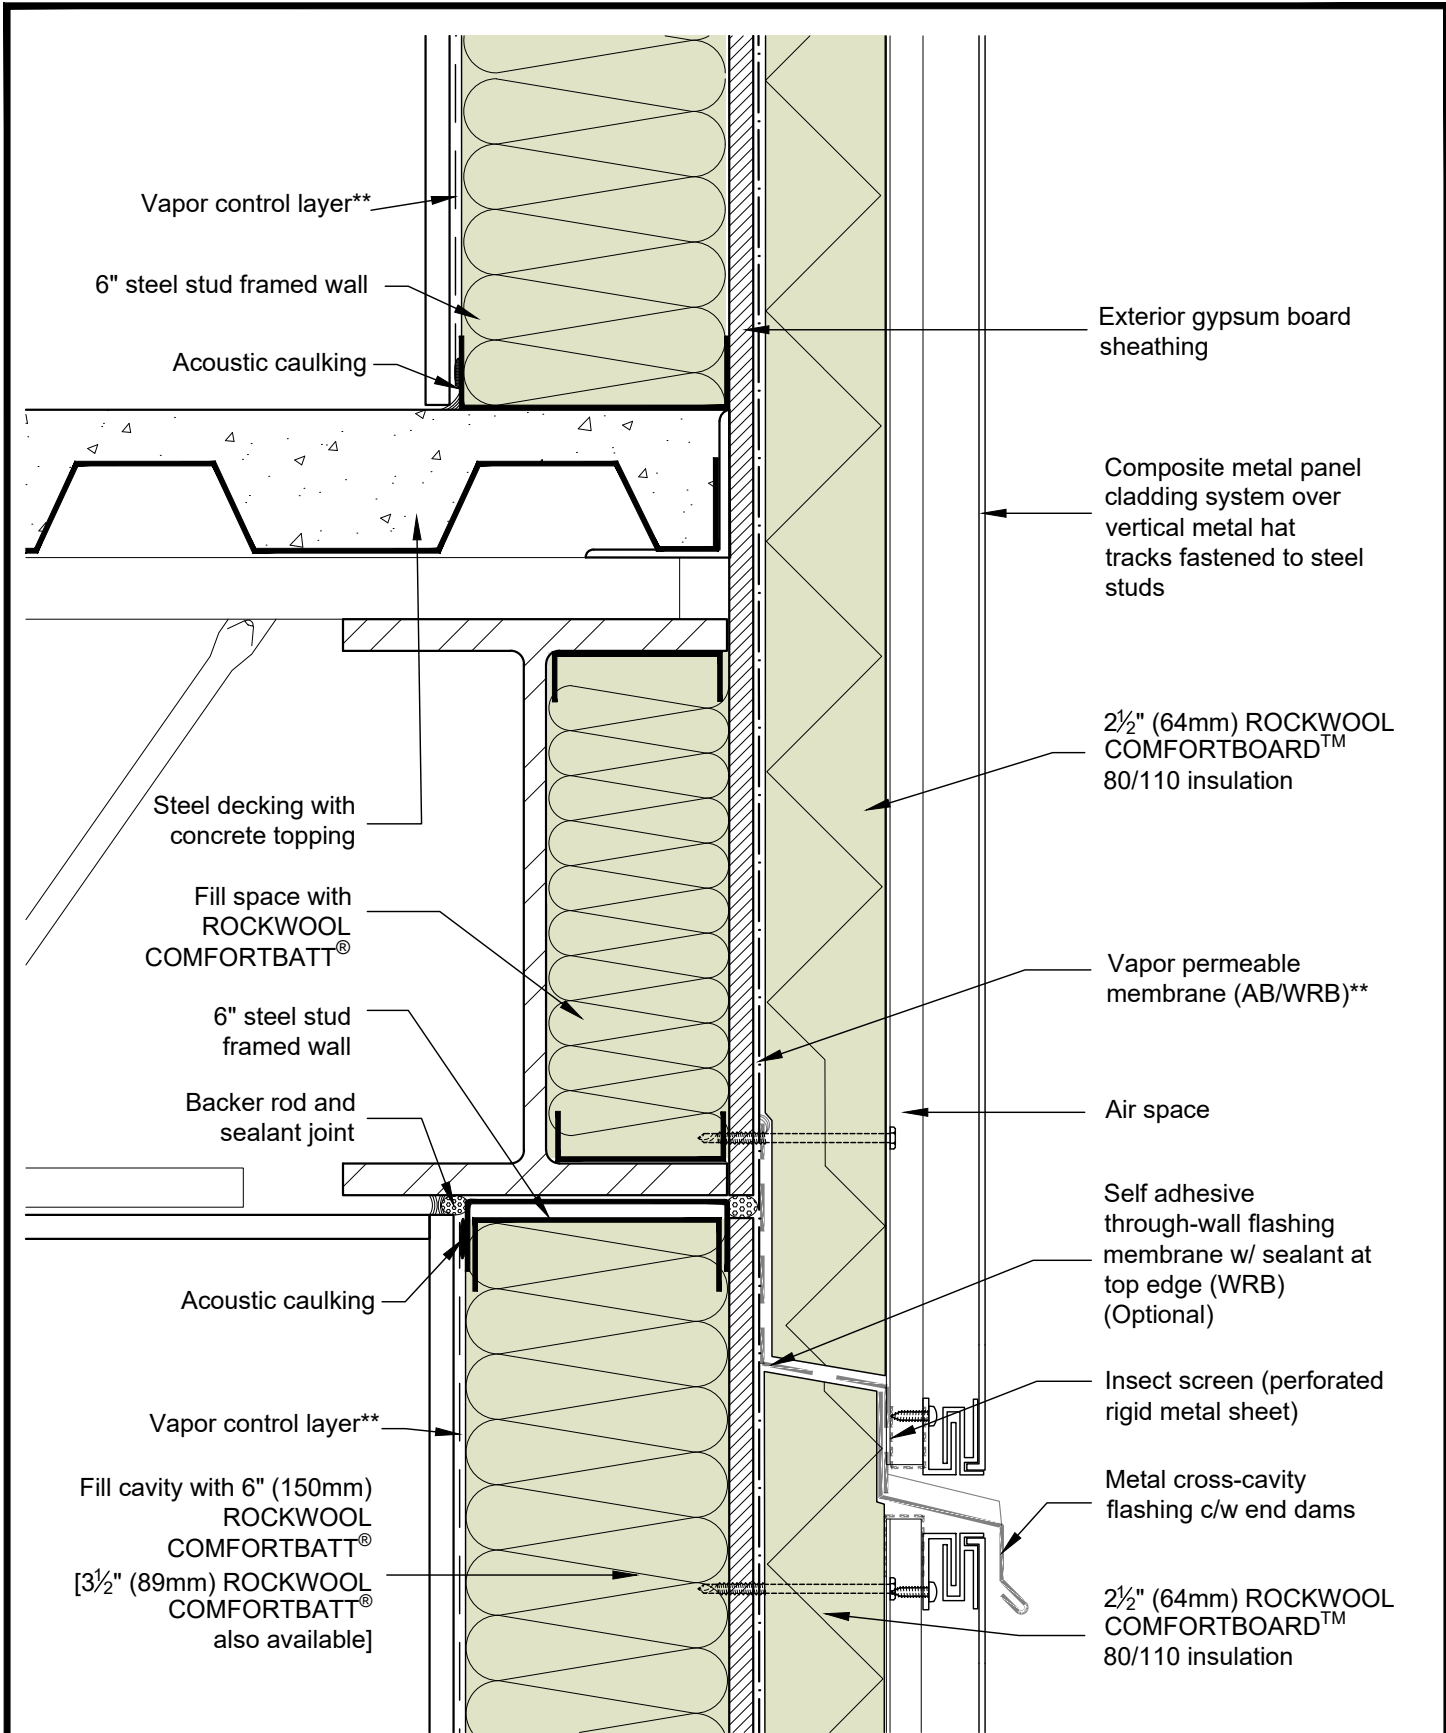 Vapor control layer**
6" steel stud framed wall
Acoustic caulking
Steel decking with
concrete topping
Fill space with
ROCKWOOL
COMFORTBATT®
6" steel stud
framed wall
Backer rod and
sealant joint
Acoustic caulking
Vapor control layer**
Fill cavity with 6" (150mm)
ROCKWOOL
COMFORTBATT®
[3½" (89mm) ROCKWOOL
COMFORTBATT®
also available]
Exterior gypsum board
sheathing
Composite metal panel
cladding system over
vertical metal hat
tracks fastened to steel
studs
2½" (64mm) ROCKWOOL
COMFORTBOARD™
80/110 insulation
Vapor permeable
membrane (AB/WRB)**
Air space
Self adhesive
through-wall flashing
membrane w/ sealant at
top edge (WRB)
(Optional)
Insect screen (perforated
rigid metal sheet)
Metal cross-cavity
flashing c/w end dams
2½" (64mm) ROCKWOOL
COMFORTBOARD™
80/110 insulation